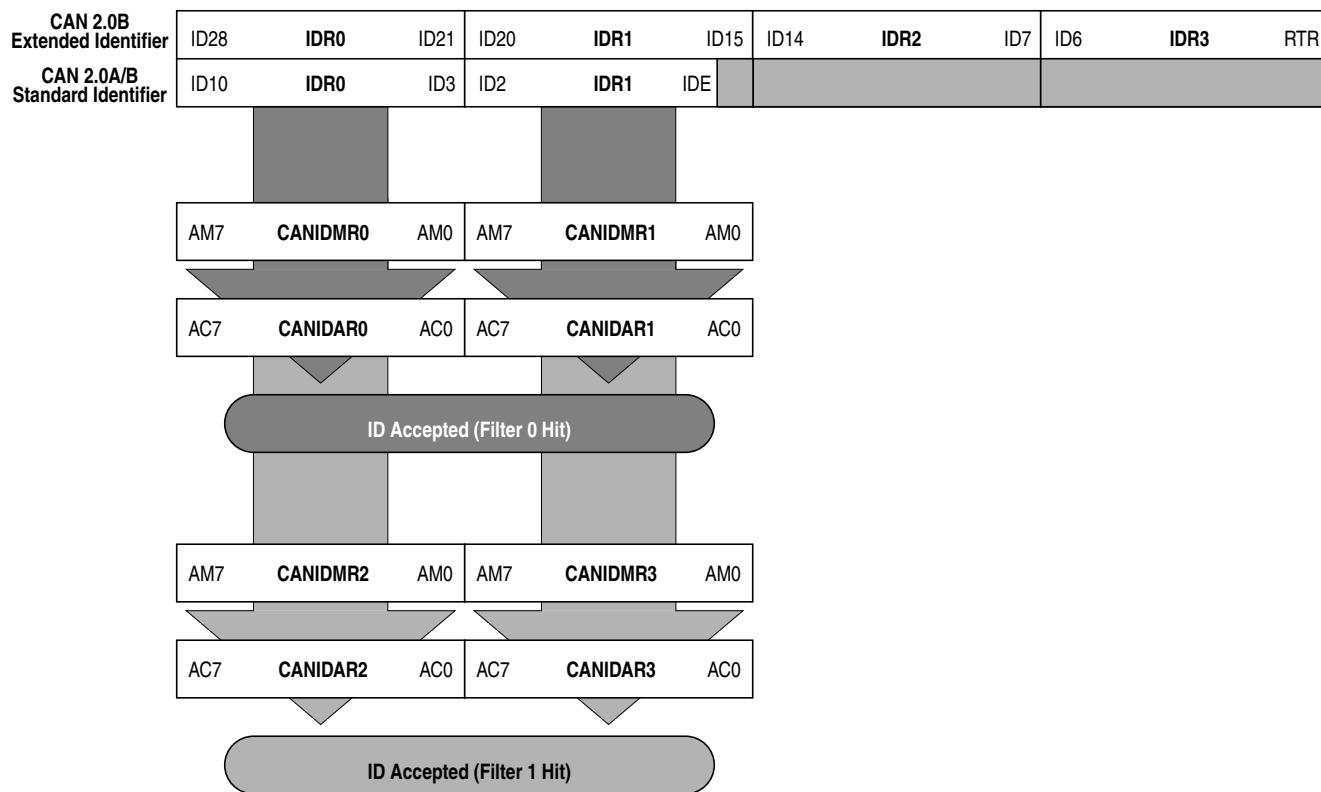 CAN 2.0B
Extended Identifier
ID28 IDR0 ID21 ID20 IDR1 ID15 ID14 IDR2 ID7 ID6 IDR3 RTR
CAN 2.0A/B
Standard Identifier
ID10 IDR0 ID3 ID2 IDR1 IDE
AM7 CANIDMR0 AM0 AM7 CANIDMR1 AM0
AC7 CANIDAR0 AC0 AC7 CANIDAR1 AC0
ID Accepted (Filter 0 Hit)
AM7 CANIDMR2 AM0 AM7 CANIDMR3 AM0
AC7 CANIDAR2 AC0 AC7 CANIDAR3 AC0
ID Accepted (Filter 1 Hit)